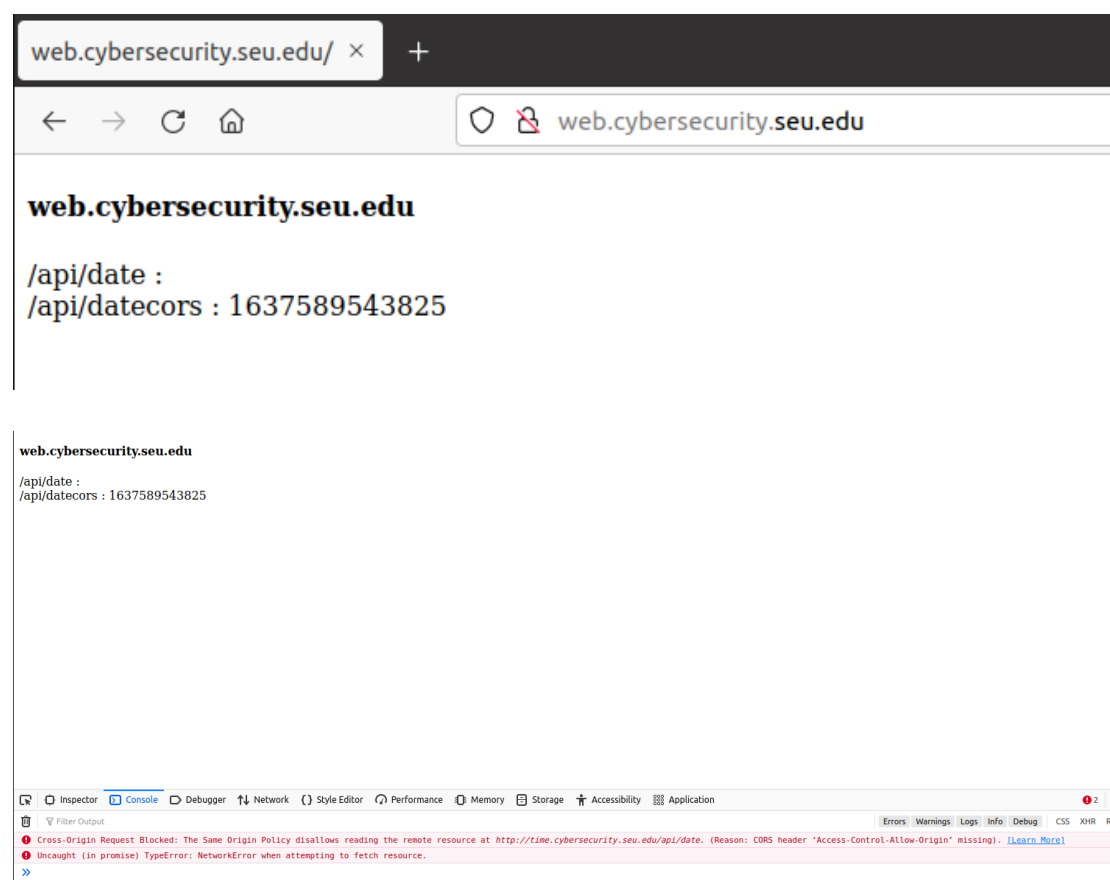 web.cybersecurity.seu.edu/ × +
web.cybersecurity.seu.edu
web.cybersecurity.seu.edu
/api/date :
/api/datecors : 1637589543825
web.cybersecurity.seu.edu
/api/date :
/api/datecors : 1637589543825
Inspector Console Debugger Network {} Style Editor Performance Memory Storage Accessibility Application 2
Filter Output Errors Warnings Logs Info Debug CSS XHR R
Cross-Origin Request Blocked: The Same Origin Policy disallows reading the remote resource at http://time.cybersecurity.seu.edu/api/date. (Reason: CORS header ‘Access-Control-Allow-Origin’ missing). [Learn More]
Uncaught (in promise) TypeError: NetworkError when attempting to fetch resource.
»